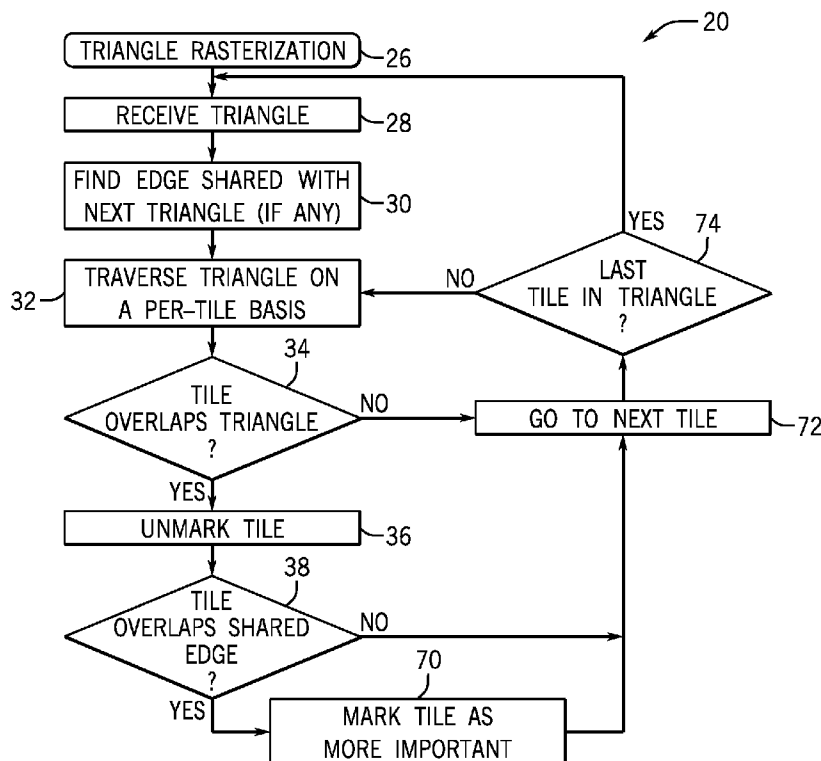 20
TRIANGLE RASTERIZATION
26
RECEIVE TRIANGLE
28
FIND EDGE SHARED WITH
NEXT TRIANGLE (IF ANY)
30
YES
74
32
TRAVERSE TRIANGLE ON
A PER-TILE BASIS
NO
LAST
TILE IN TRIANGLE
?
34
TILE
OVERLAPS TRIANGLE
?
NO
GO TO NEXT TILE
72
YES
UNMARK TILE
36
38
TILE
OVERLAPS SHARED
EDGE
?
NO
YES
70
MARK TILE AS
MORE IMPORTANT